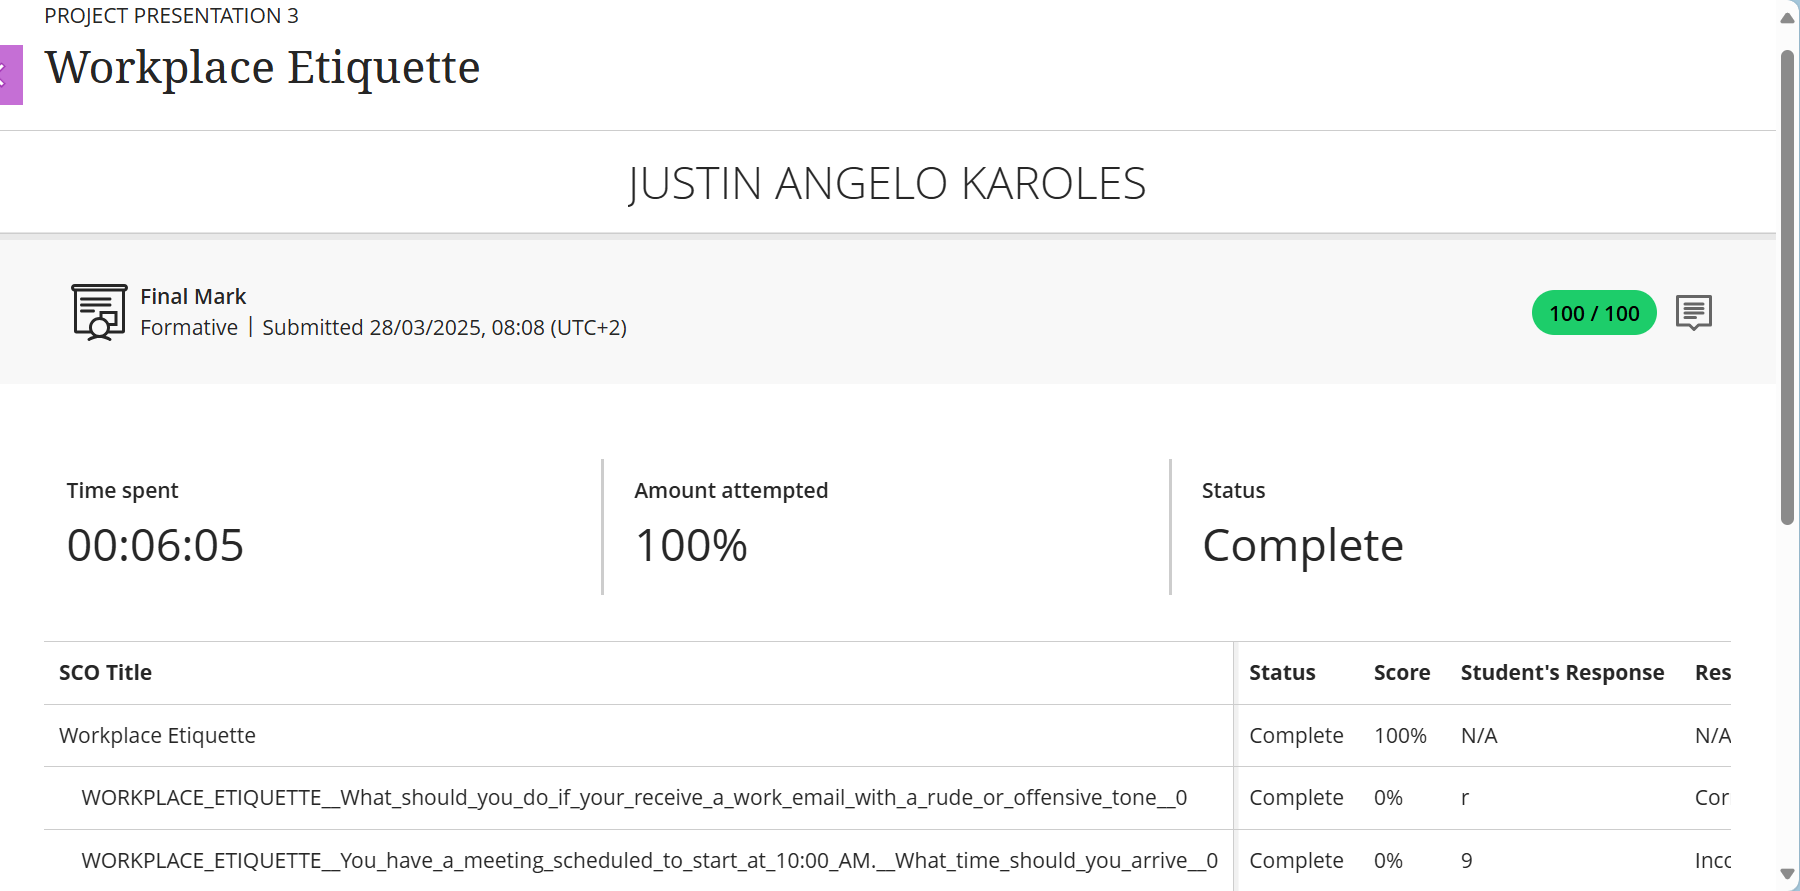 PROJECT PRESENTATION 3
Workplace Etiquette
JUSTIN ANGELO KAROLES
Final Mark
Formative | Submitted 28/03/2025, 08:08 (UTC+2)
100 / 100
Time spent
00:06:05
Amount attempted
100%
Status
Complete
SCO Title Status Score Student's Response Res
Workplace Etiquette Complete 100% N/A N/A
WORKPLACE_ETIQUETTE__What_should_you_do_if_your_receive_a_work_email_with_a_rude_or_offensive_tone__0 Complete 0% r Cor
WORKPLACE_ETIQUETTE__You_have_a_meeting_scheduled_to_start_at_10:00_AM.__What_time_should_you_arrive__0 Complete 0% 9 Inco